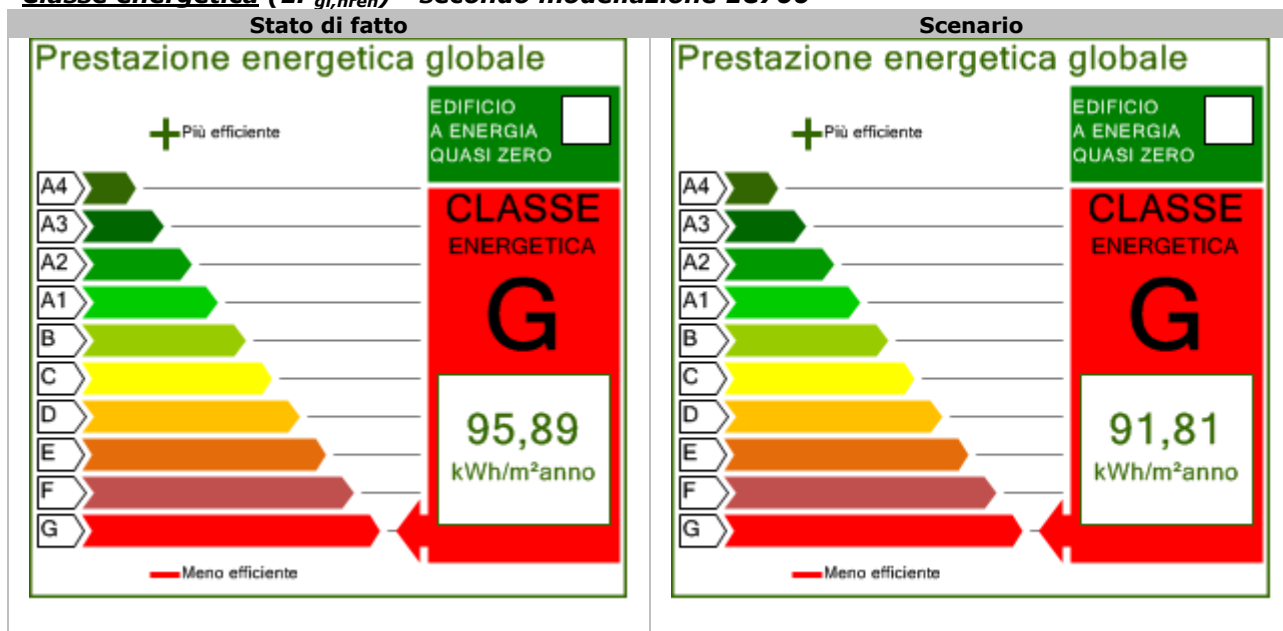 Stato di fatto
Scenario
Prestazione energetica globale
EDIFICIO
A ENERGIA
QUASI ZERO
Più efficiente
A4
A3
A2
A1
B
C
D
E
F
G
CLASSE
ENERGETICA
G
95,89
kWh/m²anno
Meno efficiente
Prestazione energetica globale
EDIFICIO
A ENERGIA
QUASI ZERO
Più efficiente
A4
A3
A2
A1
B
C
D
E
F
G
CLASSE
ENERGETICA
G
91,81
kWh/m²anno
Meno efficiente